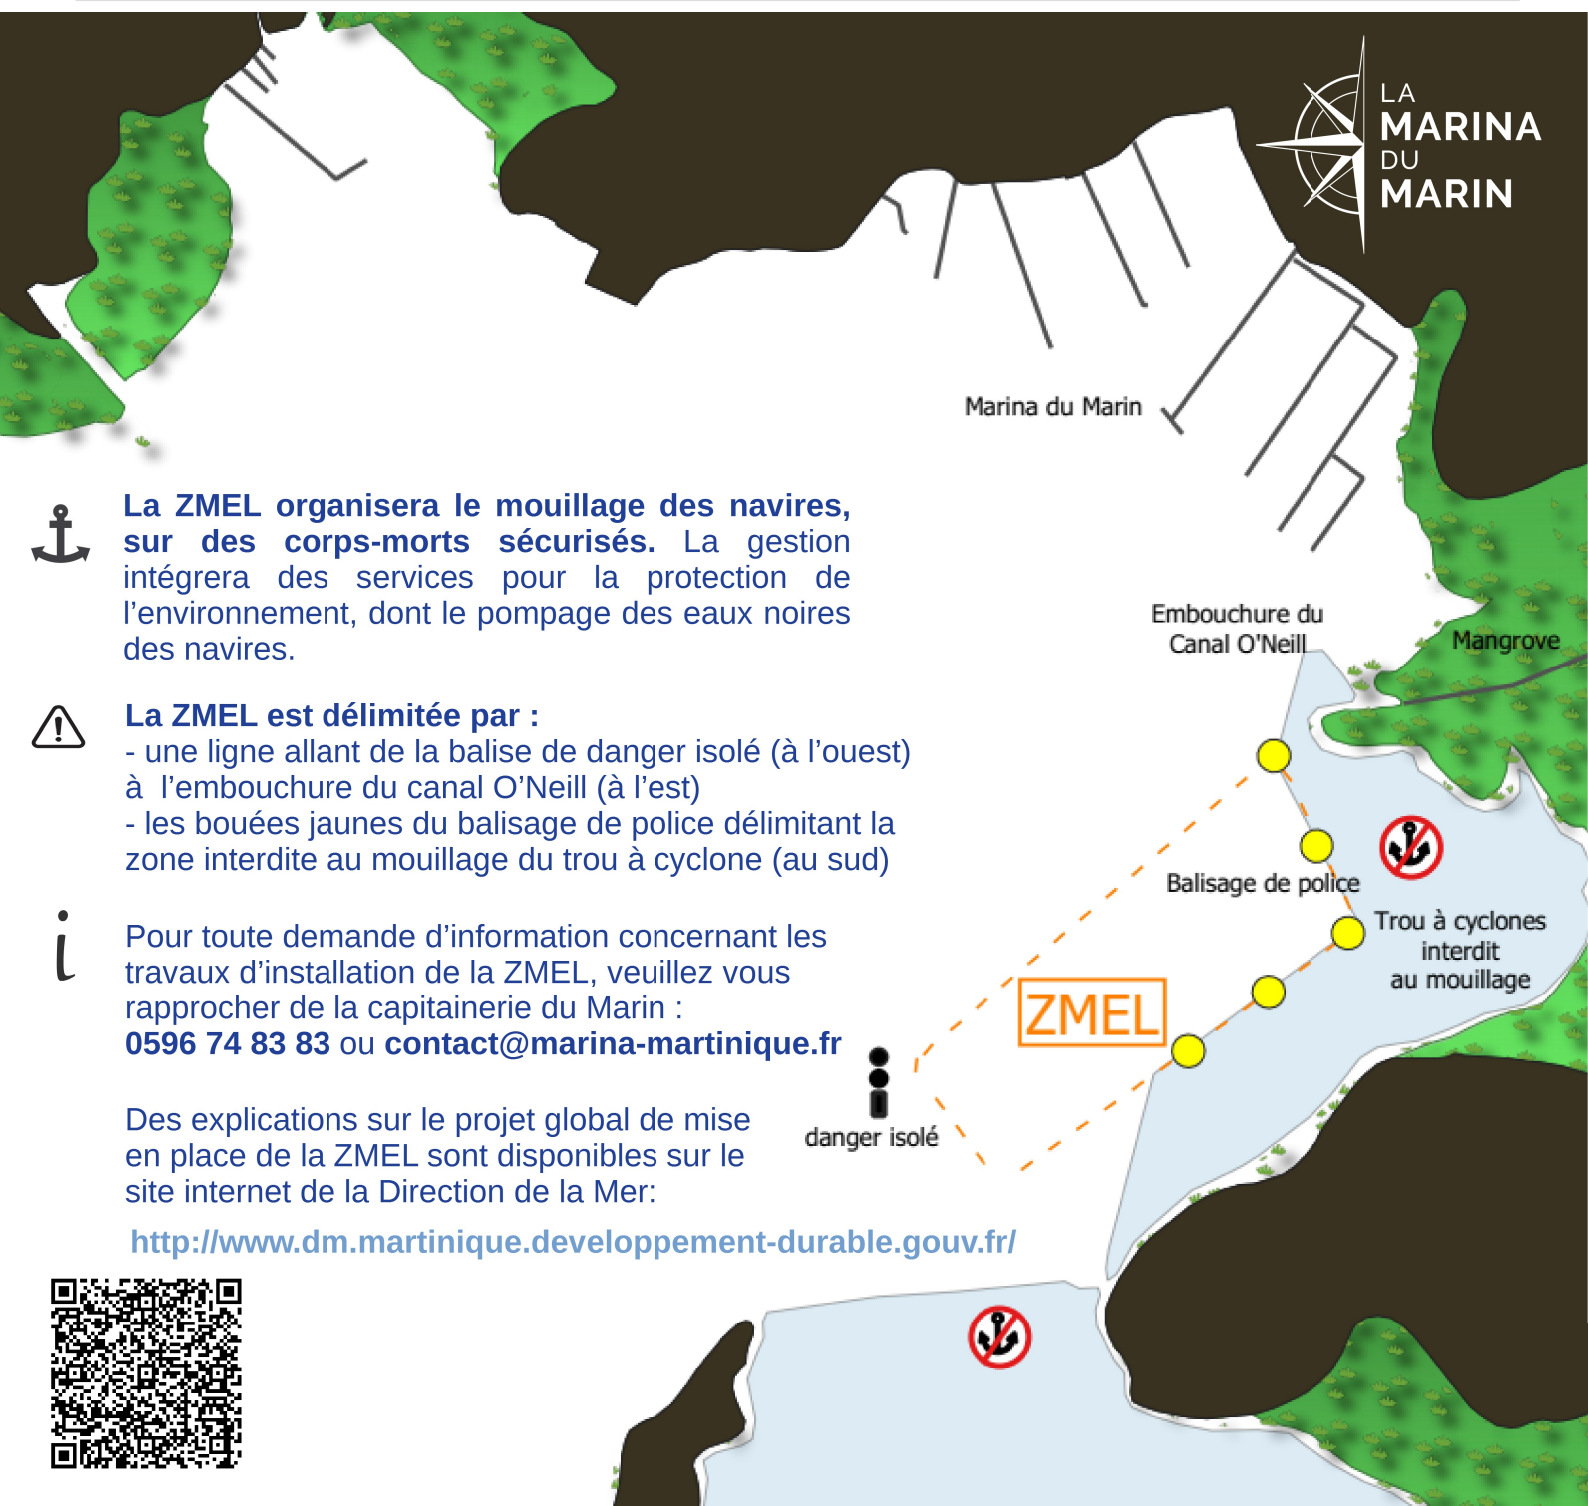 LA
MARINA
DU
MARIN
Marina du Marin
La ZMEL organisera le mouillage des navires,
sur des corps-morts sécurisés. La gestion
intégrera des services pour la protection de
l’environnement, dont le pompage des eaux noires
des navires.
Embouchure du
Canal O'Neill
Mangrove
La ZMEL est délimitée par :
- une ligne allant de la balise de danger isolé (à l’ouest)
à  l’embouchure du canal O’Neill (à l’est)
- les bouées jaunes du balisage de police délimitant la
zone interdite au mouillage du trou à cyclone (au sud)
Balisage de police
Trou à cyclones
interdit
au mouillage
Pour toute demande d’information concernant les
travaux d’installation de la ZMEL, veuillez vous
rapprocher de la capitainerie du Marin :
0596 74 83 83 ou contact@marina-martinique.fr
ZMEL
danger isolé
Des explications sur le projet global de mise
en place de la ZMEL sont disponibles sur le
site internet de la Direction de la Mer:
http://www.dm.martinique.developpement-durable.gouv.fr/